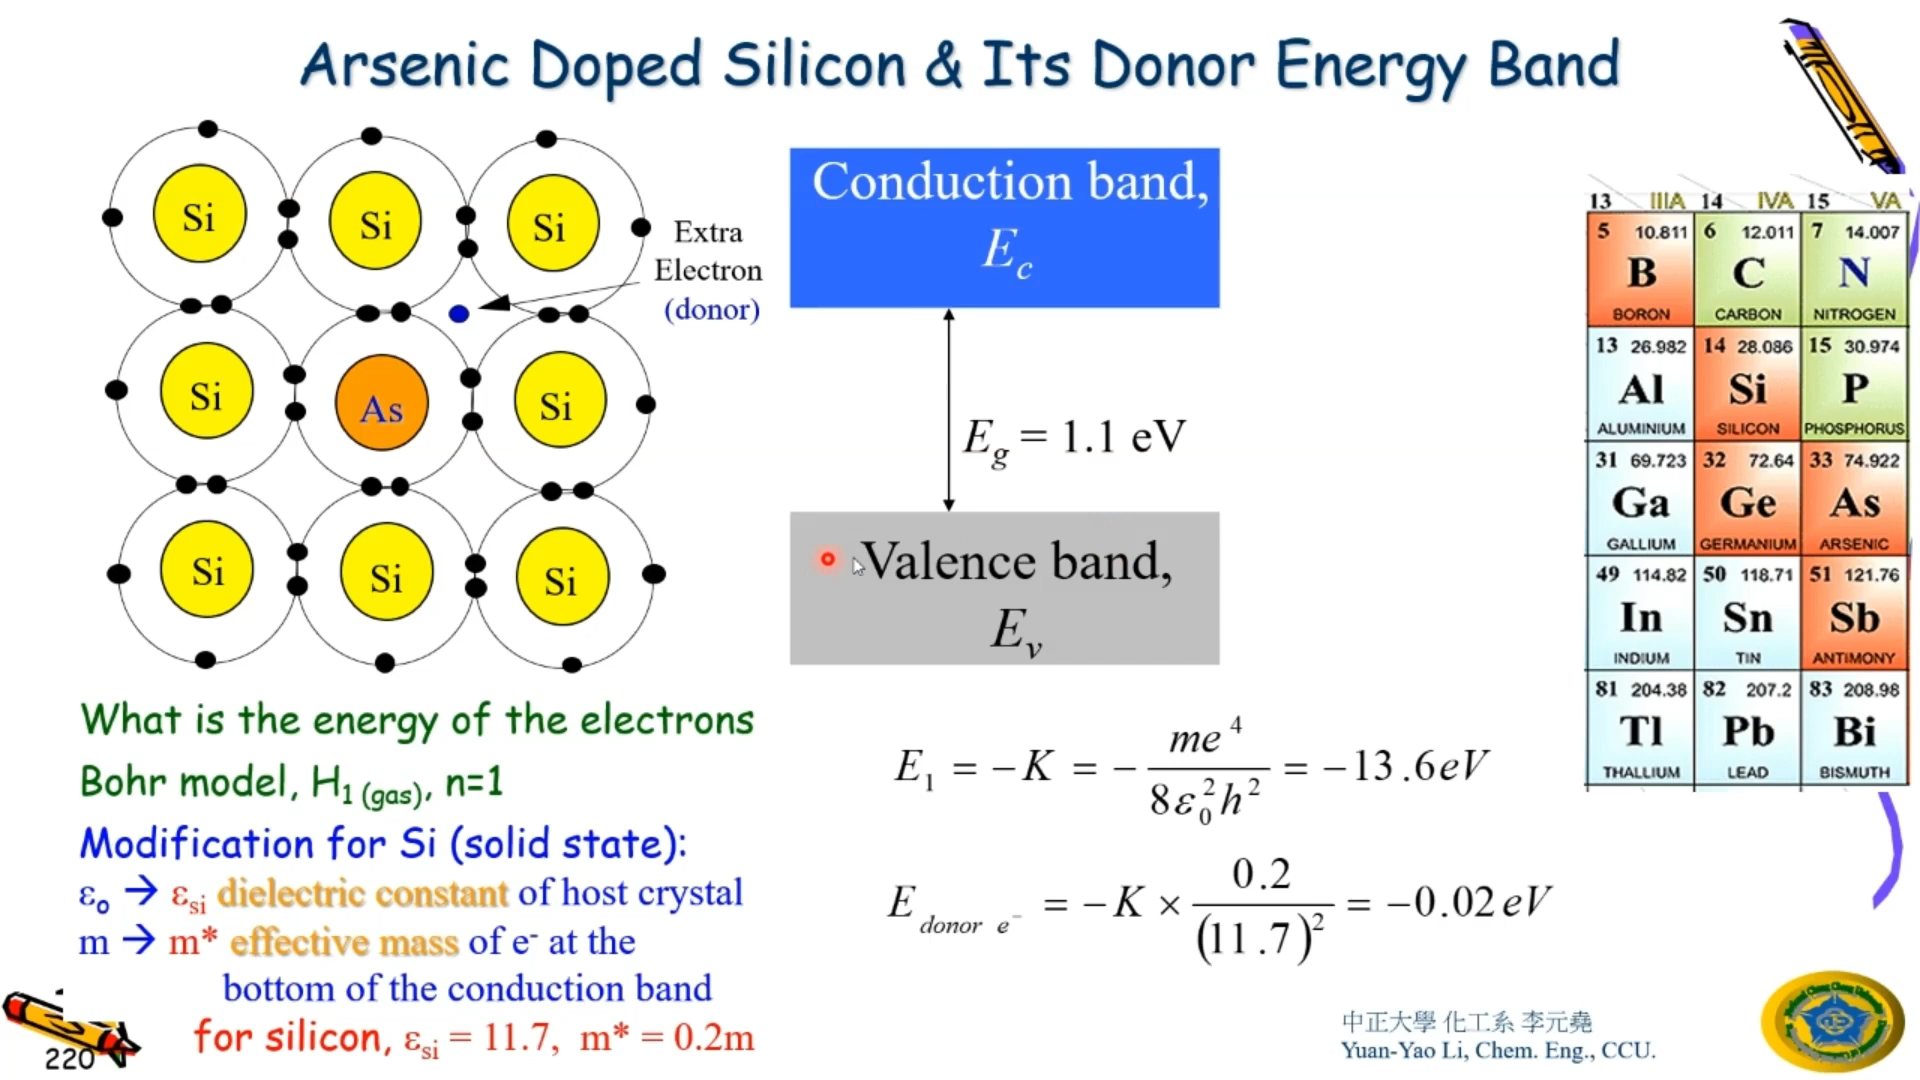 Arsenic Doped Silicon & Its Donor Energy Band
Si
Si
Si
Extra
Electron
(donor)
Si
As
Si
Si
Si
Si
Conduction band,
E_c
E_g = 1.1 eV
Valence band,
E_v
13 IIIA 14 IVA 15 VA
5 10.811 6 12.011 7 14.007
B C N
BORON CARBON NITROGEN
13 26.982 14 28.086 15 30.974
Al Si P
ALUMINIUM SILICON PHOSPHORUS
31 69.723 32 72.64 33 74.922
Ga Ge As
GALLIUM GERMANIUM ARSENIC
49 114.82 50 118.71 51 121.76
In Sn Sb
INDIUM TIN ANTIMONY
81 204.38 82 207.2 83 208.98
Tl Pb Bi
THALLIUM LEAD BISMUTH
What is the energy of the electrons
Bohr model, H1 (gas), n=1
E_1 = -K = - me^4 / 8ε_0^2 h^2 = -13.6eV
Modification for Si (solid state):
ε₀ → ε_si dielectric constant of host crystal
m → m* effective mass of e⁻ at the
bottom of the conduction band
for silicon, ε_si = 11.7, m* = 0.2m
E_donor e⁻ = -K × 0.2 / (11.7)^2 = -0.02 eV
中正大學 化工系 李元堯
Yuan-Yao Li, Chem. Eng., CCU.
220